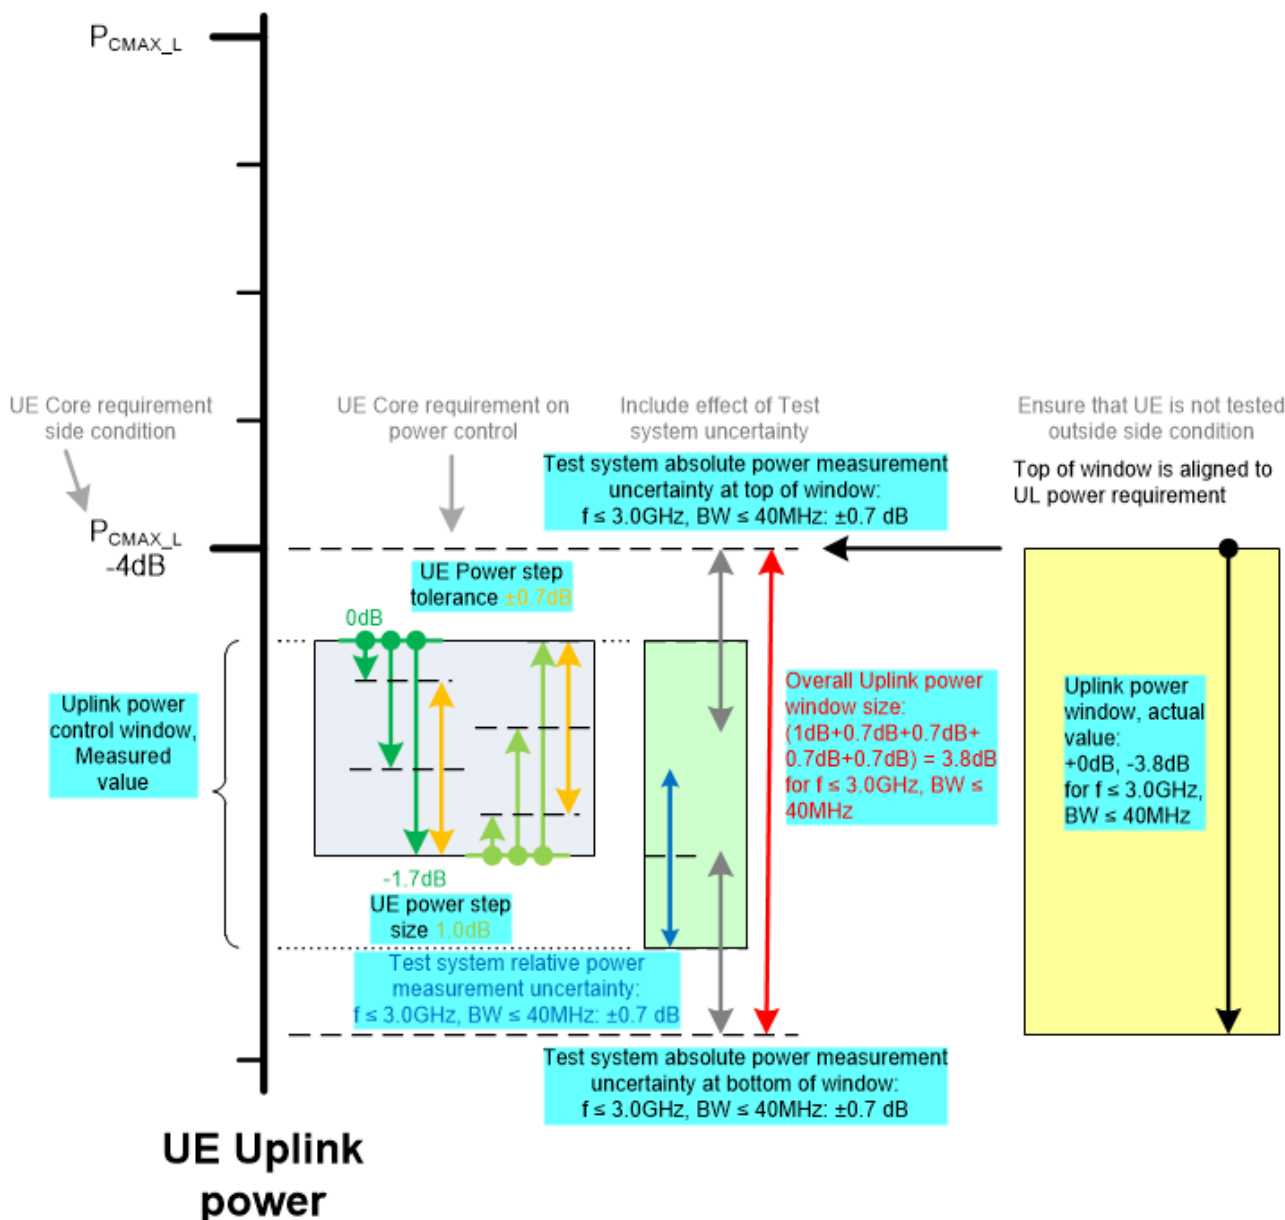 P_CMAX_L
UE Core requirement
side condition
UE Core requirement on
power control
Include effect of Test
system uncertainty
Ensure that UE is not tested
outside side condition
Test system absolute power measurement
uncertainty at top of window:
f ≤ 3.0GHz, BW ≤ 40MHz: ±0.7 dB
Top of window is aligned to
UL power requirement
P_CMAX_L
-4dB
UE Power step
tolerance ±0.7dB
0dB
Uplink power
control window,
Measured
value
Overall Uplink power
window size:
(1dB+0.7dB+0.7dB+
0.7dB+0.7dB) = 3.8dB
for f ≤ 3.0GHz, BW ≤
40MHz
Uplink power
window, actual
value:
+0dB, -3.8dB
for f ≤ 3.0GHz,
BW ≤ 40MHz
-1.7dB
UE power step
size 1.0dB
Test system relative power
measurement uncertainty:
f ≤ 3.0GHz, BW ≤ 40MHz: ±0.7 dB
Test system absolute power measurement
uncertainty at bottom of window:
f ≤ 3.0GHz, BW ≤ 40MHz: ±0.7 dB
UE Uplink
power